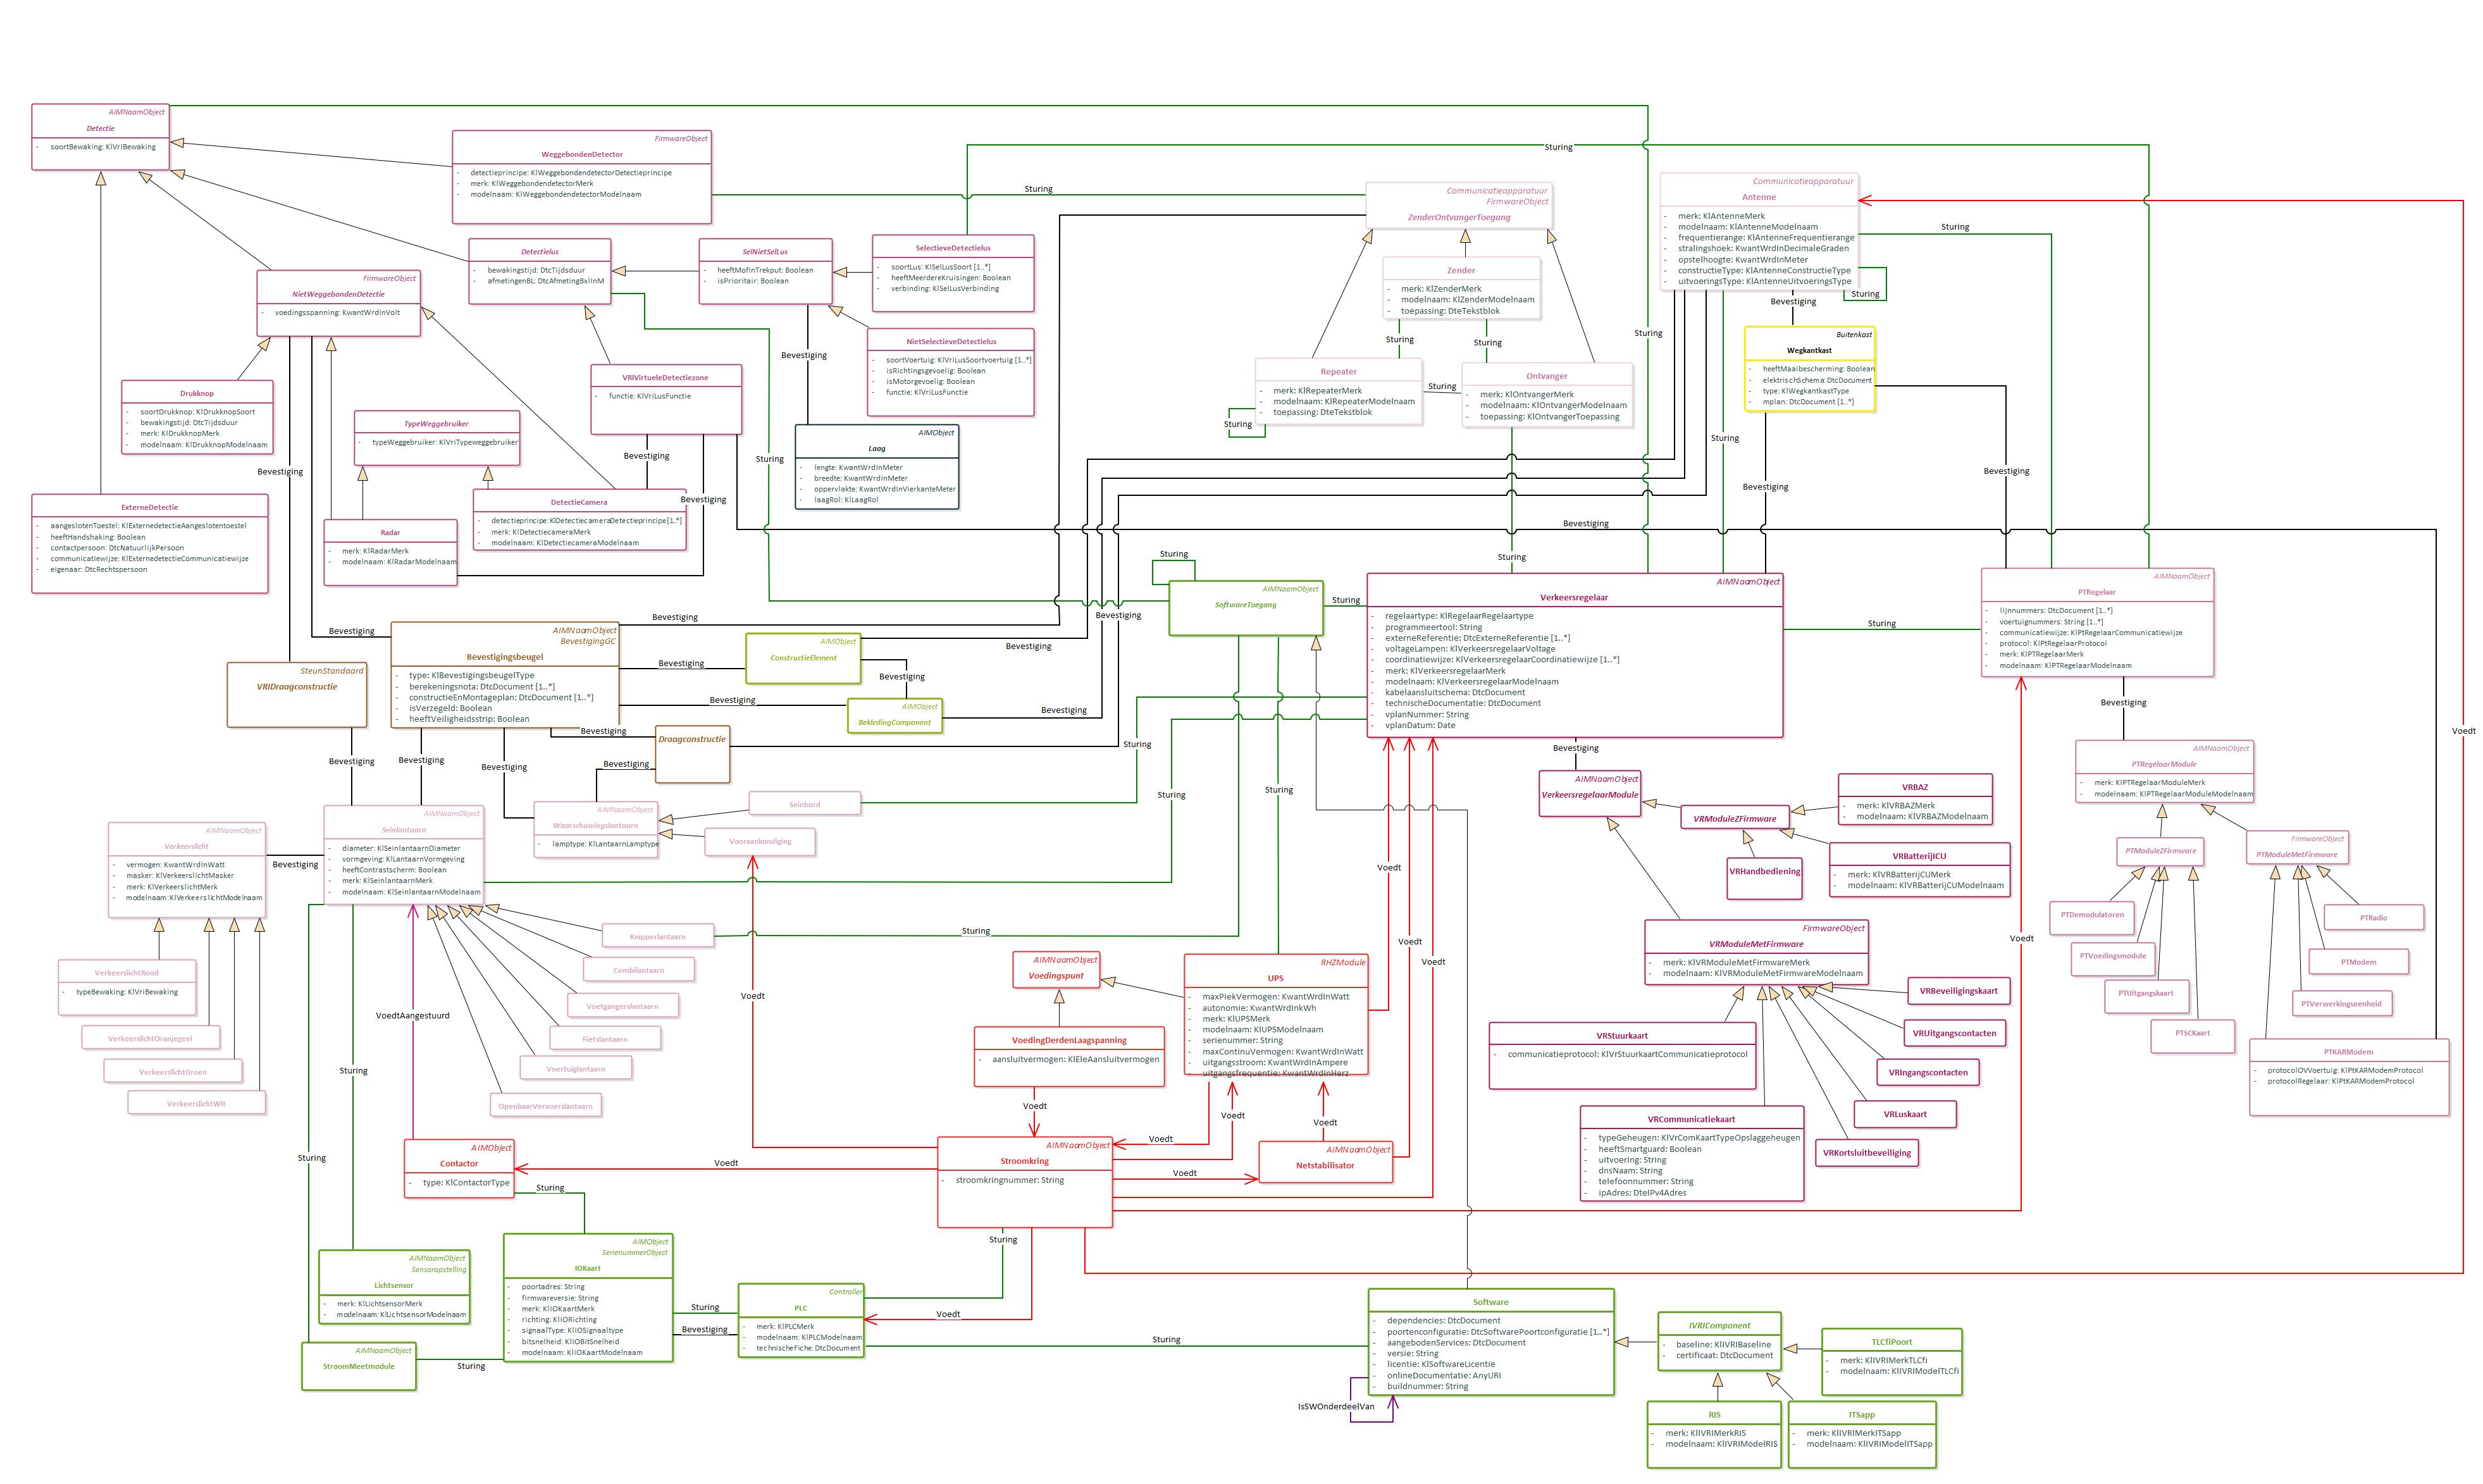 AIMNaamObject
Detectie
- soortBewaking: KlVriBewaking
FirmwareObject
WeggebondenDetector
- detectieprincipe: KlWeggebondendetectorDetectieprincipe
- merk: KlWeggebondendetectorMerk
- modelnaam: KlWeggebondendetectorModelnaam
Sturing
Sturing
Communicatieapparatuur
FirmwareObject
ZenderOntvangerToegang
Communicatieapparatuur
Antenne
- merk: KlAntenneMerk
- modelnaam: KlAntenneModelnaam
- frequentierange: KlAntenneFrequentierange
- stralingshoek: KwantWrdInDecimaleGraden
- opstelhoogte: KwantWrdInMeter
- constructieType: KlAntenneConstructieType
- uitvoeringsType: KlAntenneUitvoeringsType
Sturing
Sturing
Bevestiging
FirmwareObject
NietWeggebondenDetectie
- voedingsspanning: KwantWrdInVolt
Detectielus
- bewakingstijd: DtcTijdsduur
- afmetingenBL: DtcAfmetingBxlInM
SelNietSelLus
- heeftMofInTrekput: Boolean
- isPrioritair: Boolean
SelectieveDetectielus
- soortLus: KlSelLusSoort [1..*]
- heeftMeerdereKruisingen: Boolean
- verbinding: KlSelLusVerbinding
NietSelectieveDetectielus
- soortVoertuig: KlVriLusSoortvoertuig [1..*]
- isRichtingsgevoelig: Boolean
- isMotorgevoelig: Boolean
- functie: KlVriLusFunctie
Bevestiging
Zender
- merk: KlZenderMerk
- modelnaam: KlZenderModelnaam
- toepassing: DteTekstblok
Sturing
Sturing
Sturing
Repeater
- merk: KlRepeaterMerk
- modelnaam: KlRepeaterModelnaam
- toepassing: DteTekstblok
Sturing
Sturing
Ontvanger
- merk: KlOntvangerMerk
- modelnaam: KlOntvangerModelnaam
- toepassing: KlOntvangerToepassing
Buitenkast
Wegkantkast
- heeftMaaibescherming: Boolean
- elektrischSchema: DtcDocument
- type: KlWegkantkastType
- mplan: DtcDocument [1..*]
Drukknop
- soortDrukknop: KlDrukknopSoort
- bewakingstijd: DtcTijdsduur
- merk: KlDrukknopMerk
- modelnaam: KlDrukknopModelnaam
VRIVirtueleDetectiezone
- functie: KlVriLusFunctie
TypeWeggebruiker
- typeWeggebruiker: KlVriTypeweggebruiker
AIMObject
Laag
- lengte: KwantWrdInMeter
- breedte: KwantWrdInMeter
- oppervlakte: KwantWrdInVierkanteMeter
- laagRol: KlLaagRol
Bevestiging
Bevestiging
Bevestiging
Sturing
Sturing
Bevestiging
Bevestiging
Bevestiging
ExterneDetectie
- aangeslotenToestel: KlExternedetectieAangeslotentoestel
- heeftHandshaking: Boolean
- contactpersoon: DtcNatuurlijkPersoon
- communicatiewijze: KlExternedetectieCommunicatiewijze
- eigenaar: DtcRechtspersoon
Radar
- merk: KlRadarMerk
- modelnaam: KlRadarModelnaam
DetectieCamera
- detectieprincipe:KlDetectiecameraDetectieprincipe[1..*]
- merk: KlDetectiecameraMerk
- modelnaam: KlDetectiecameraModelnaam
Sturing
Sturing
AIMNaamObject
SoftwareToegang
Sturing
AIMNaamObject
Verkeersregelaar
- regelaartype: KlRegelaarRegelaartype
- programmeertool: String
- externeReferentie: DtcExterneReferentie [1..*]
- voltageLampen: KlVerkeersregelaarVoltage
- coordinatiewijze: KlVerkeersregelaarCoordinatiewijze [1..*]
- merk: KlVerkeersregelaarMerk
- modelnaam: KlVerkeersregelaarModelnaam
- kabelaansluitschema: DtcDocument
- technischeDocumentatie: DtcDocument
- vplanNummer: String
- vplanDatum: Date
Sturing
AIMNaamObject
PTRegelaar
- lijnnummers: DtcDocument [1..*]
- voertuignummers: String [1..*]
- communicatiewijze: KlPtRegelaarCommunicatiewijze
- protocol: KlPtRegelaarProtocol
- merk: KlPTRegelaarMerk
- modelnaam: KlPTRegelaarModelnaam
Bevestiging
AIMNaamObject
BevestigingGC
Bevestigingsbeugel
- type: KlBevestigingsbeugelType
- berekeningsnota: DtcDocument [1..*]
- constructieEnMontageplan: DtcDocument [1..*]
- isVerzegeld: Boolean
- heeftVeiligheidsstrip: Boolean
Bevestiging
Bevestiging
Bevestiging
Bevestiging
Bevestiging
Bevestiging
Bevestiging
Bevestiging
AIMObject
ConstructieElement
AIMObject
BekledingComponent
SteunStandaard
VRIDraagconstructie
Draagconstructie
Bevestiging
Bevestiging
Bevestiging
Bevestiging
Sturing
Sturing
Sturing
Bevestiging
Bevestiging
Voedt
AIMNaamObject
VerkeersregelaarModule
VRModuleZFirmware
VRBAZ
- merk: KlVRBAZMerk
- modelnaam: KlVRBAZModelnaam
VRHandbediening
VRBatterijICU
- merk: KlVRBatterijCUMerk
- modelnaam: KlVRBatterijCUModelnaam
AIMNaamObject
PTRegelaarModule
- merk: KlPTRegelaarModuleMerk
- modelnaam: KlPTRegelaarModuleModelnaam
AIMNaamObject
Verkeerslicht
- vermogen: KwantWrdInWatt
- masker: KlVerkeerslichtMasker
- merk: KlVerkeerslichtMerk
- modelnaam:KlVerkeerslichtModelnaam
Bevestiging
AIMNaamObject
Seinlantaarn
- diameter: KlSeinlantaarnDiameter
- vormgeving: KlLantaarnVormgeving
- heeftContrastscherm: Boolean
- merk: KlSeinlantaarnMerk
- modelnaam: KlSeinlantaarnModelnaam
AIMNaamObject
Waarschuwingslantaarn
- lamptype: KlLantaarnLamptype
Seinbord
Vooraankondiging
PTModuleZFirmware
FirmwareObject
PTModuleMetFirmware
PTDemodulatoren
PTVoedingsmodule
PTUitgangskaart
PTSCKaart
PTRadio
PTModem
PTVerwerkingseenheid
PTKARModem
- protocolOVVoertuig: KlPtKARModemProtocol
- protocolRegelaar: KlPtKARModemProtocol
VerkeerslichtRood
- typeBewaking: KlVriBewaking
VerkeerslichtOranjegeel
VerkeerslichtGroen
VerkeerslichtWit
Knipperlantaarn
Combilantaarn
Voetgangerslantaarn
Fietslantaarn
Voertuiglantaarn
OpenbaarVervoerslantaarn
Sturing
Voedt
Voedt
Voedt
Voedt
Voedt
VoedtAangestuurd
Sturing
Sturing
AIMNaamObject
Voedingspunt
RHZModule
UPS
- maxPiekVermogen: KwantWrdInWatt
- autonomie: KwantWrdInkWh
- merk: KlUPSMerk
- modelnaam: KlUPSModelnaam
- serienummer: String
- maxContinuVermogen: KwantWrdInWatt
- uitgangsstroom: KwantWrdInAmpere
- uitgangsfrequentie: KwantWrdInHerz
VoedingDerdenLaagspanning
- aansluitvermogen: KlEleAansluitvermogen
Voedt
Voedt
Voedt
Voedt
Voedt
Voedt
FirmwareObject
VRModuleMetFirmware
- merk: KlVRModuleMetFirmwareMerk
- modelnaam: KlVRModuleMetFirmwareModelnaam
VRStuurkaart
- communicatieprotocol: KlVrStuurkaartCommunicatieprotocol
VRBeveiligingskaart
VRUitgangscontacten
VRIngangscontacten
VRLuskaart
VRKortsluitbeveiliging
VRCommunicatiekaart
- typeGeheugen: KlVrComKaartTypeOpslaggeheugen
- heeftSmartguard: Boolean
- uitvoering: String
- dnsNaam: String
- telefoonnummer: String
- ipAdres: DteIPv4Adres
AIMObject
Contactor
- type: KlContactorType
Sturing
AIMNaamObject
Stroomkring
- stroomkringnummer: String
AIMNaamObject
Netstabilisator
Sturing
AIMNaamObject
Sensoropstelling
Lichtsensor
- merk: KlLichtsensorMerk
- modelnaam: KlLichtsensorModelnaam
AIMObject
SerienummerObject
IOKaart
- poortadres: String
- firmwareversie: String
- merk: KlIOKaartMerk
- richting: KlIORichting
- signaalType: KlIOSignaaltype
- bitsnelheid: KlIOBitSnelheid
- modelnaam: KlIOKaartModelnaam
Sturing
Bevestiging
Controller
PLC
- merk: KlPLCMerk
- modelnaam: KlPLCModelnaam
- technischeFiche: DtcDocument
Voedt
Sturing
AIMNaamObject
StroomMeetmodule
Sturing
Software
- dependencies: DtcDocument
- poortenconfiguratie: DtcSoftwarePoortconfiguratie [1..*]
- aangebodenServices: DtcDocument
- versie: String
- licentie: KlSoftwareLicentie
- onlineDocumentatie: AnyURI
- buildnummer: String
IsSWOnderdeelVan
IVRIComponent
- baseline: KlIVRIBaseline
- certificaat: DtcDocument
TLCfiPoort
- merk: KlIVRIMerkTLCfi
- modelnaam: KlIVRIModelTLCfi
RIS
- merk: KlIVRIMerkRIS
- modelnaam: KlIVRIModelRIS
ITSapp
- merk: KlIVRIMerkITSapp
- modelnaam: KlIVRIModelITSapp